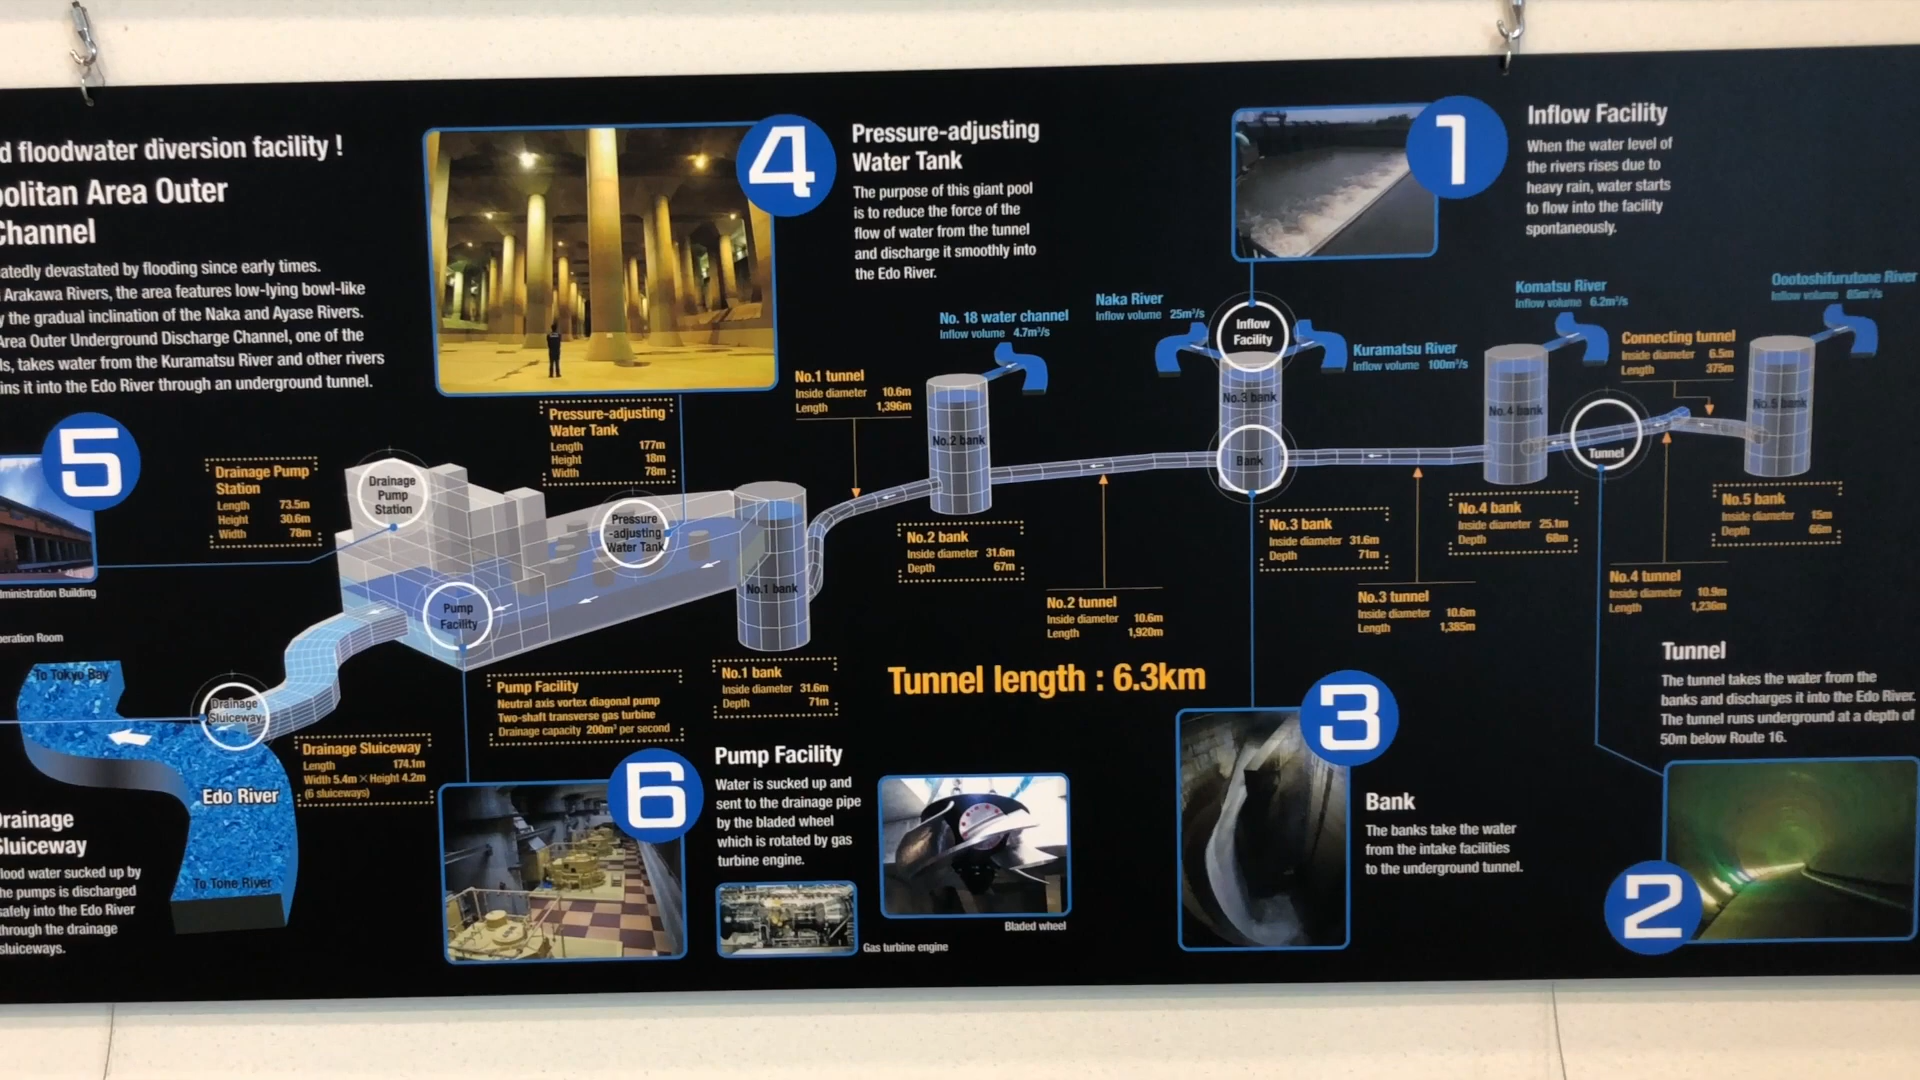 d floodwater diversion facility !
politan Area Outer
Channel
atedly devastated by flooding since early times.
Arakawa Rivers, the area features low-lying bowl-like
y the gradual inclination of the Naka and Ayase Rivers.
Area Outer Underground Discharge Channel, one of the
ls, takes water from the Kuramatsu River and other rivers
ins it into the Edo River through an underground tunnel.
4
Pressure-adjusting
Water Tank
The purpose of this giant pool
is to reduce the force of the
flow of water from the tunnel
and discharge it smoothly into
the Edo River.
1
Inflow Facility
When the water level of
the rivers rises due to
heavy rain, water starts
to flow into the facility
spontaneously.
No. 18 water channel
Inflow volume 4.7m³/s
Naka River
Inflow volume 25m³/s
Inflow
Facility
Kuramatsu River
Inflow volume 100m³/s
Komatsu River
Inflow volume 6.2m³/s
Oootoshifurutone River
Inflow volume 85m³/s
Connecting tunnel
Inside diameter 6.5m
Length 375m
No.1 tunnel
Inside diameter 10.6m
Length 1,396m
Pressure-adjusting
Water Tank
Length 177m
Height 18m
Width 78m
5
Drainage Pump
Station
Length 73.5m
Height 30.6m
Width 78m
Drainage
Pump
Station
Pressure
-adjusting
Water Tank
Pump
Facility
No.1 bank
No.2 bank
No.3 bank
Bank
No.4 bank
Tunnel
No.5 bank
No.2 bank
Inside diameter 31.6m
Depth 67m
No.3 bank
Inside diameter 31.6m
Depth 71m
No.4 bank
Inside diameter 25.1m
Depth 68m
No.5 bank
Inside diameter 15m
Depth 66m
No.2 tunnel
Inside diameter 10.6m
Length 1,920m
No.3 tunnel
Inside diameter 10.6m
Length 1,385m
No.4 tunnel
Inside diameter 10.9m
Length 1,236m
ministration Building
peration Room
To Tokyo Bay
Drainage
Sluiceway
Edo River
To Tone River
Drainage Sluiceway
Length 174.1m
Width 5.4m × Height 4.2m
(6 sluiceways)
Pump Facility
Neutral axis vortex diagonal pump
Two-shaft transverse gas turbine
Drainage capacity 200m³ per second
No.1 bank
Inside diameter 31.6m
Depth 71m
Tunnel length : 6.3km
Drainage
Sluiceway
flood water sucked up by
he pumps is discharged
safely into the Edo River
through the drainage
sluiceways.
6
Pump Facility
Water is sucked up and
sent to the drainage pipe
by the bladed wheel
which is rotated by gas
turbine engine.
Gas turbine engine
Bladed wheel
3
Bank
The banks take the water
from the intake facilities
to the underground tunnel.
Tunnel
The tunnel takes the water from the
banks and discharges it into the Edo River.
The tunnel runs underground at a depth of
50m below Route 16.
2